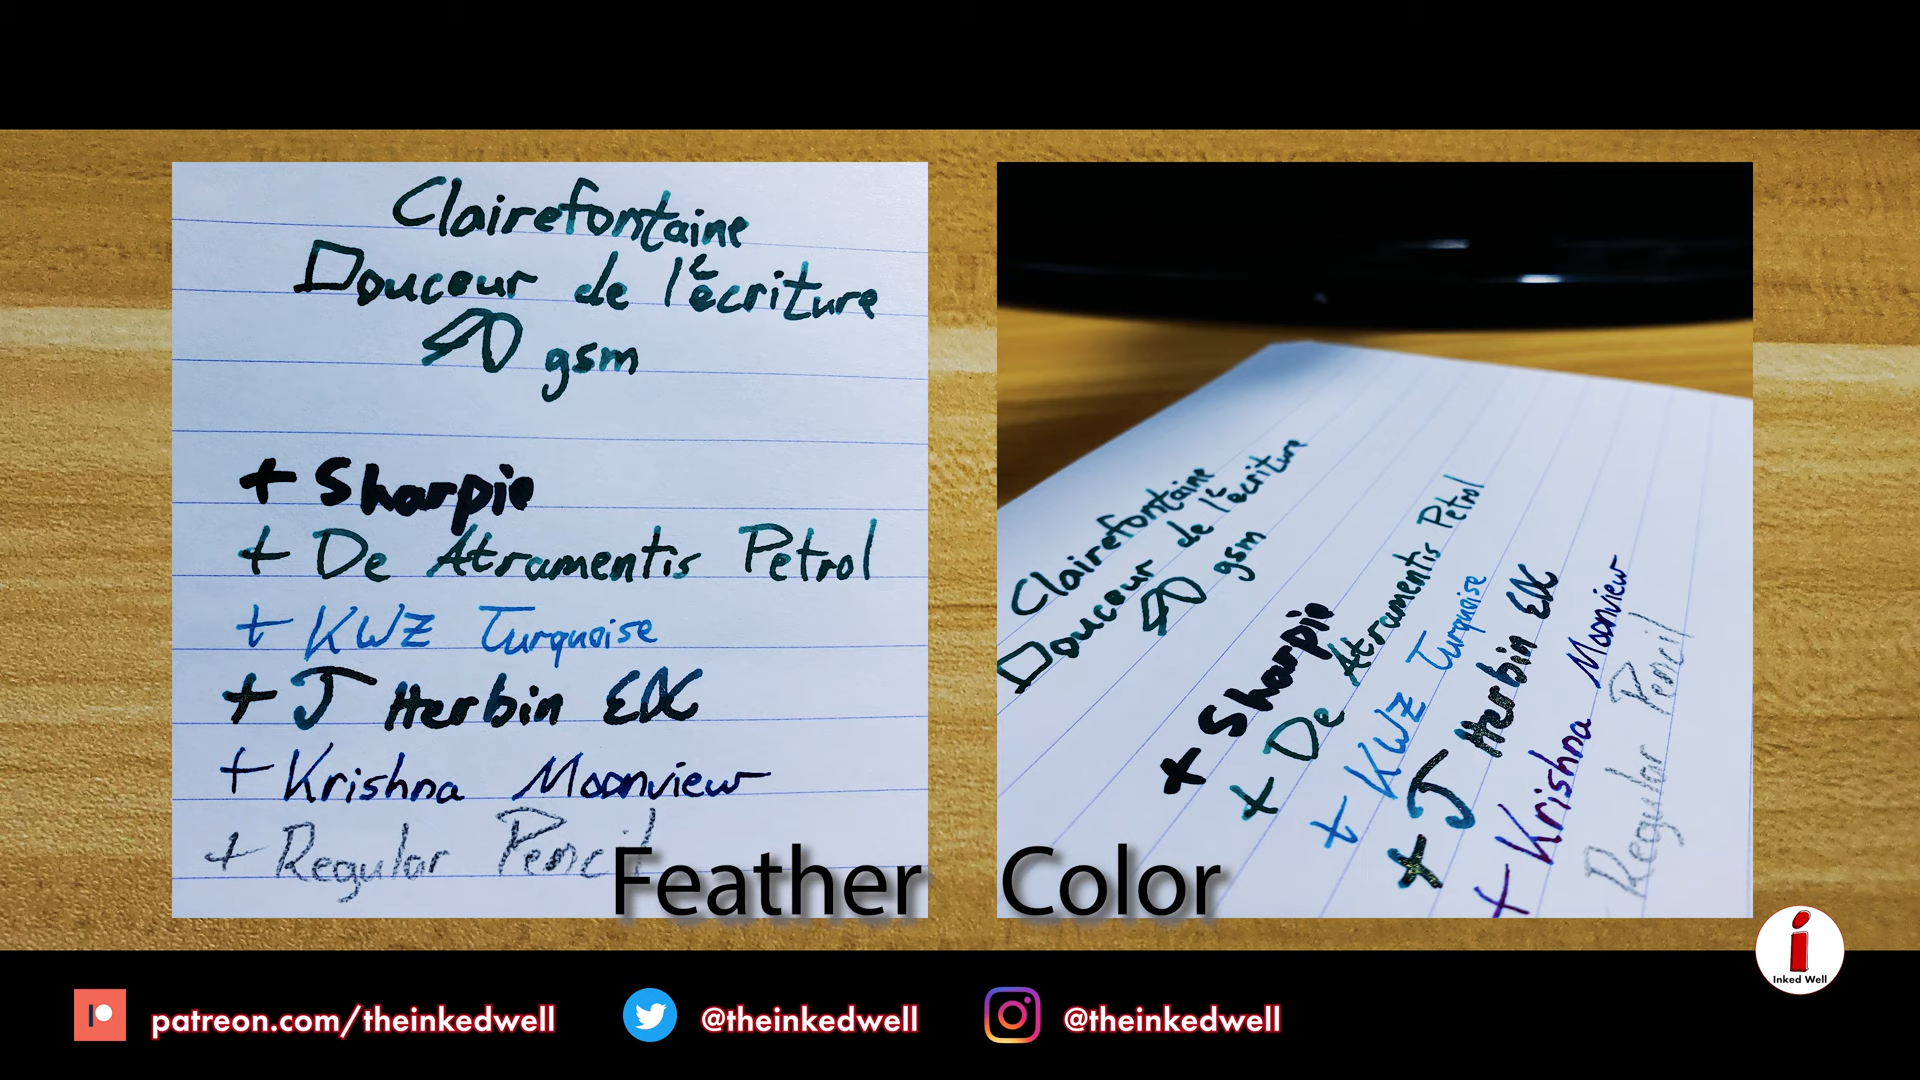 Clairefontaine
Douceur de l'écriture
90 gsm
+ Sharpie
+ De Atramentis Petrol
+ KWZ Turquoise
+ J Herbin EDC
+ Krishna Moonview
+ Regular Pencil
Feather
Clairefontaine
Douceur de l'écriture
90 gsm
+ Sharpie
+ De Atramentis Petrol
+ KWZ Turquoise
+ J Herbin EDC
+ Krishna Moonview
Regular Pencil
Color
i
Inked Well
patreon.com/theinkedwell
@theinkedwell
@theinkedwell